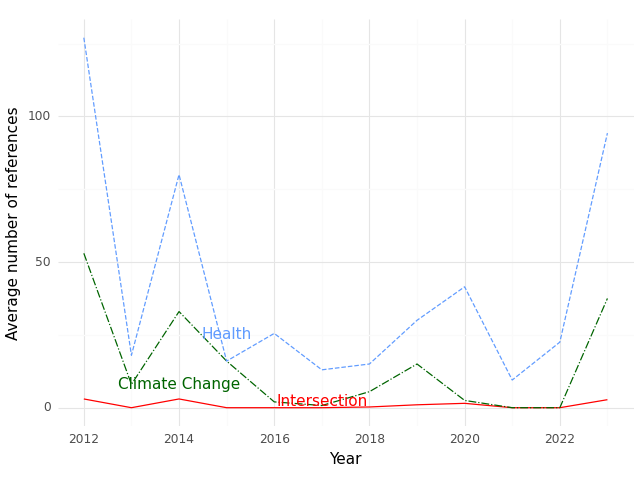 Average number of references
100
50
0
Health
Climate Change
Intersection
2012 2014 2016 2018 2020 2022
Year